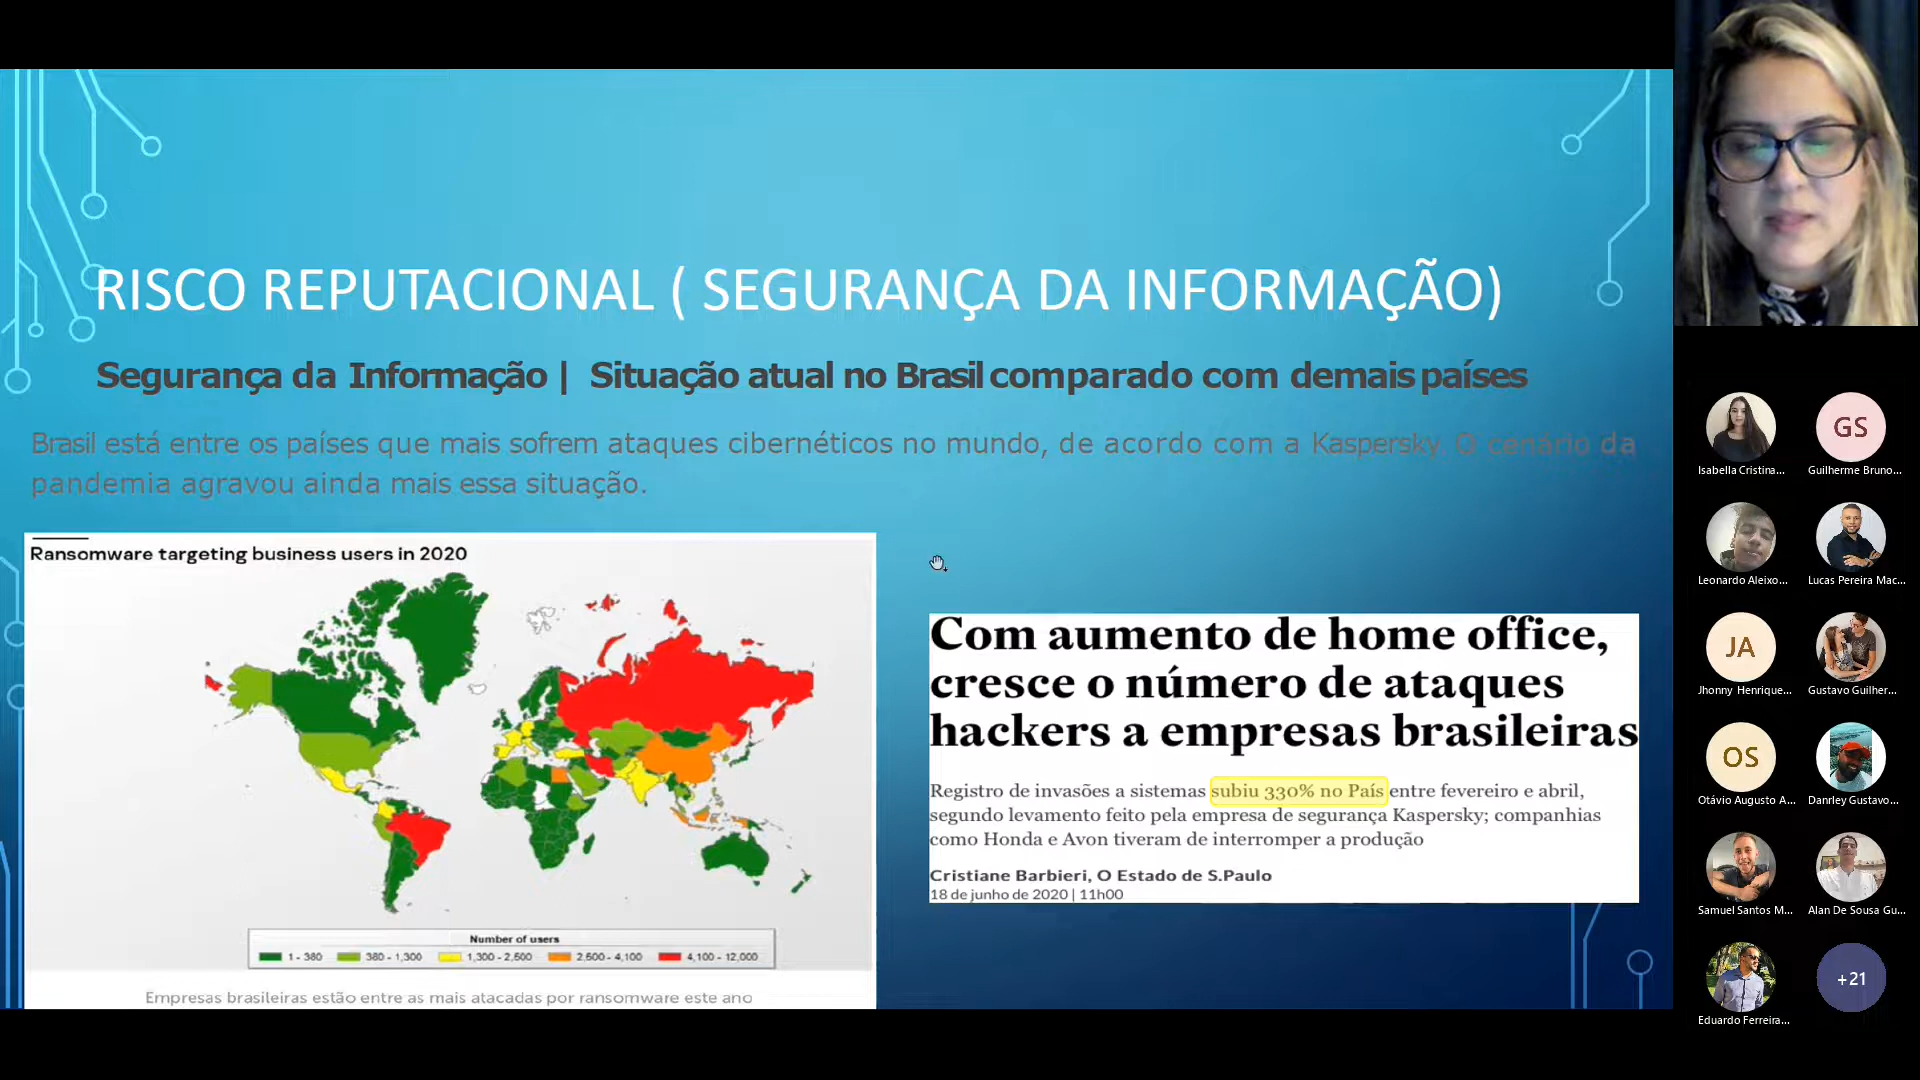 RISCO REPUTACIONAL ( SEGURANÇA DA INFORMAÇÃO)
Segurança da Informação | Situação atual no Brasil comparado com demais países
Brasil está entre os países que mais sofrem ataques cibernéticos no mundo, de acordo com a Kaspersky. O cenário da
pandemia agravou ainda mais essa situação.
Ransomware targeting business users in 2020
Number of users
1 - 380
380 - 1,300
1,300 - 2,500
2,500 - 4,100
4,100 - 12,000
Empresas brasileiras estão entre as mais atacadas por ransomware este ano
Com aumento de home office,
cresce o número de ataques
hackers a empresas brasileiras
Registro de invasões a sistemas subiu 330% no País entre fevereiro e abril,
segundo levamento feito pela empresa de segurança Kaspersky; companhias
como Honda e Avon tiveram de interromper a produção
Cristiane Barbieri, O Estado de S.Paulo
18 de junho de 2020 | 11h00
Isabella Cristina...
GS
Guilherme Bruno...
Leonardo Aleixo...
Lucas Pereira Mac...
JA
Jhonny Henrique...
Gustavo Guilher...
OS
Otávio Augusto A...
Danrley Gustavo...
Samuel Santos M...
Alan De Sousa Gu...
Eduardo Ferreira...
+21